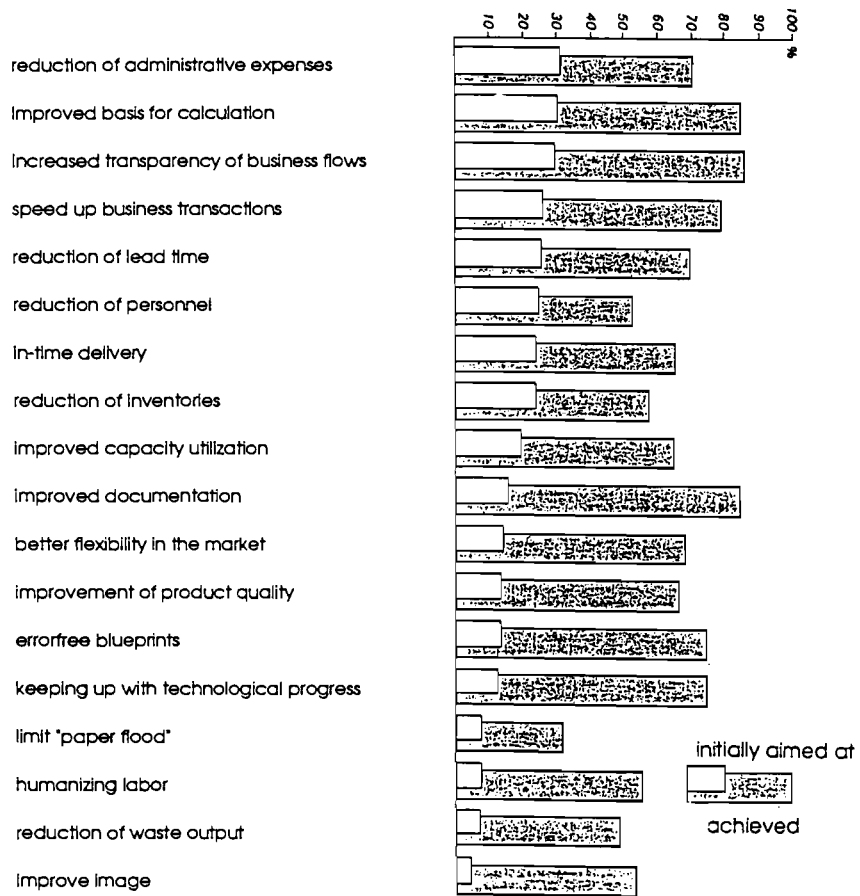 10 20 30 40 50 60 70 80 90 100
%
reduction of administrative expenses
Improved basis for calculation
Increased transparency of business flows
speed up business transactions
reduction of lead time
reduction of personnel
in-time delivery
reduction of inventories
improved capacity utilization
improved documentation
better flexibility in the market
improvement of product quality
errorfree blueprints
keeping up with technological progress
limit "paper flood"
initially aimed at
humanizing labor
achieved
reduction of waste output
improve image